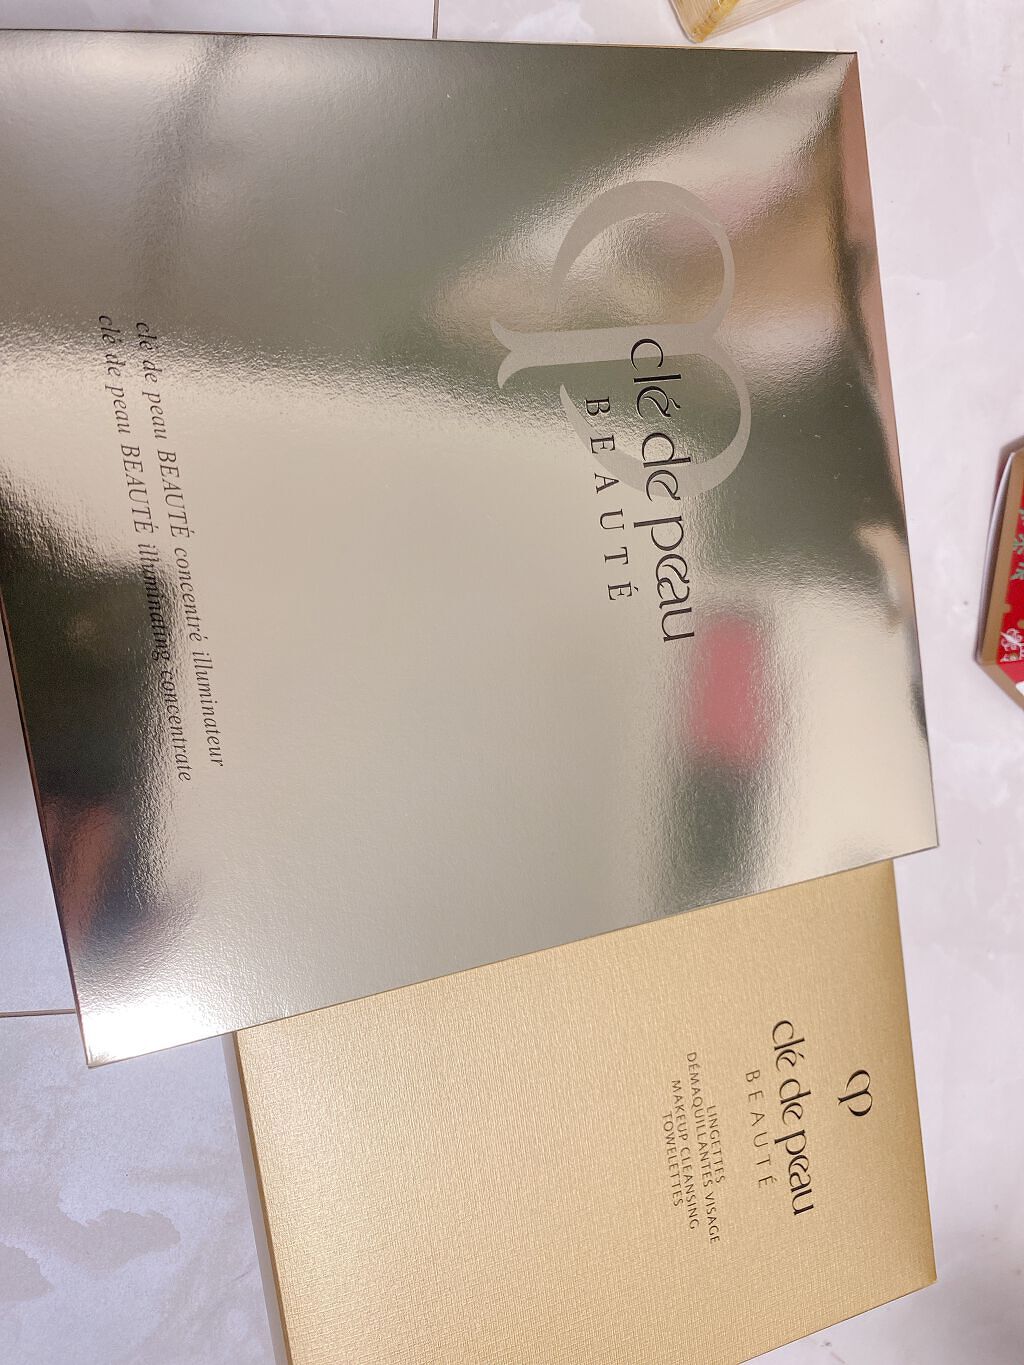 clé de peau
BEAUTÉ
clé de peau BEAUTÉ concentré illuminateur
clé de peau BEAUTÉ illuminating concentrate
clé de peau
BEAUTÉ
LINGETTES
DÉMAQUILLANTES VISAGE
MAKEUP CLEANSING
TOWELETTES